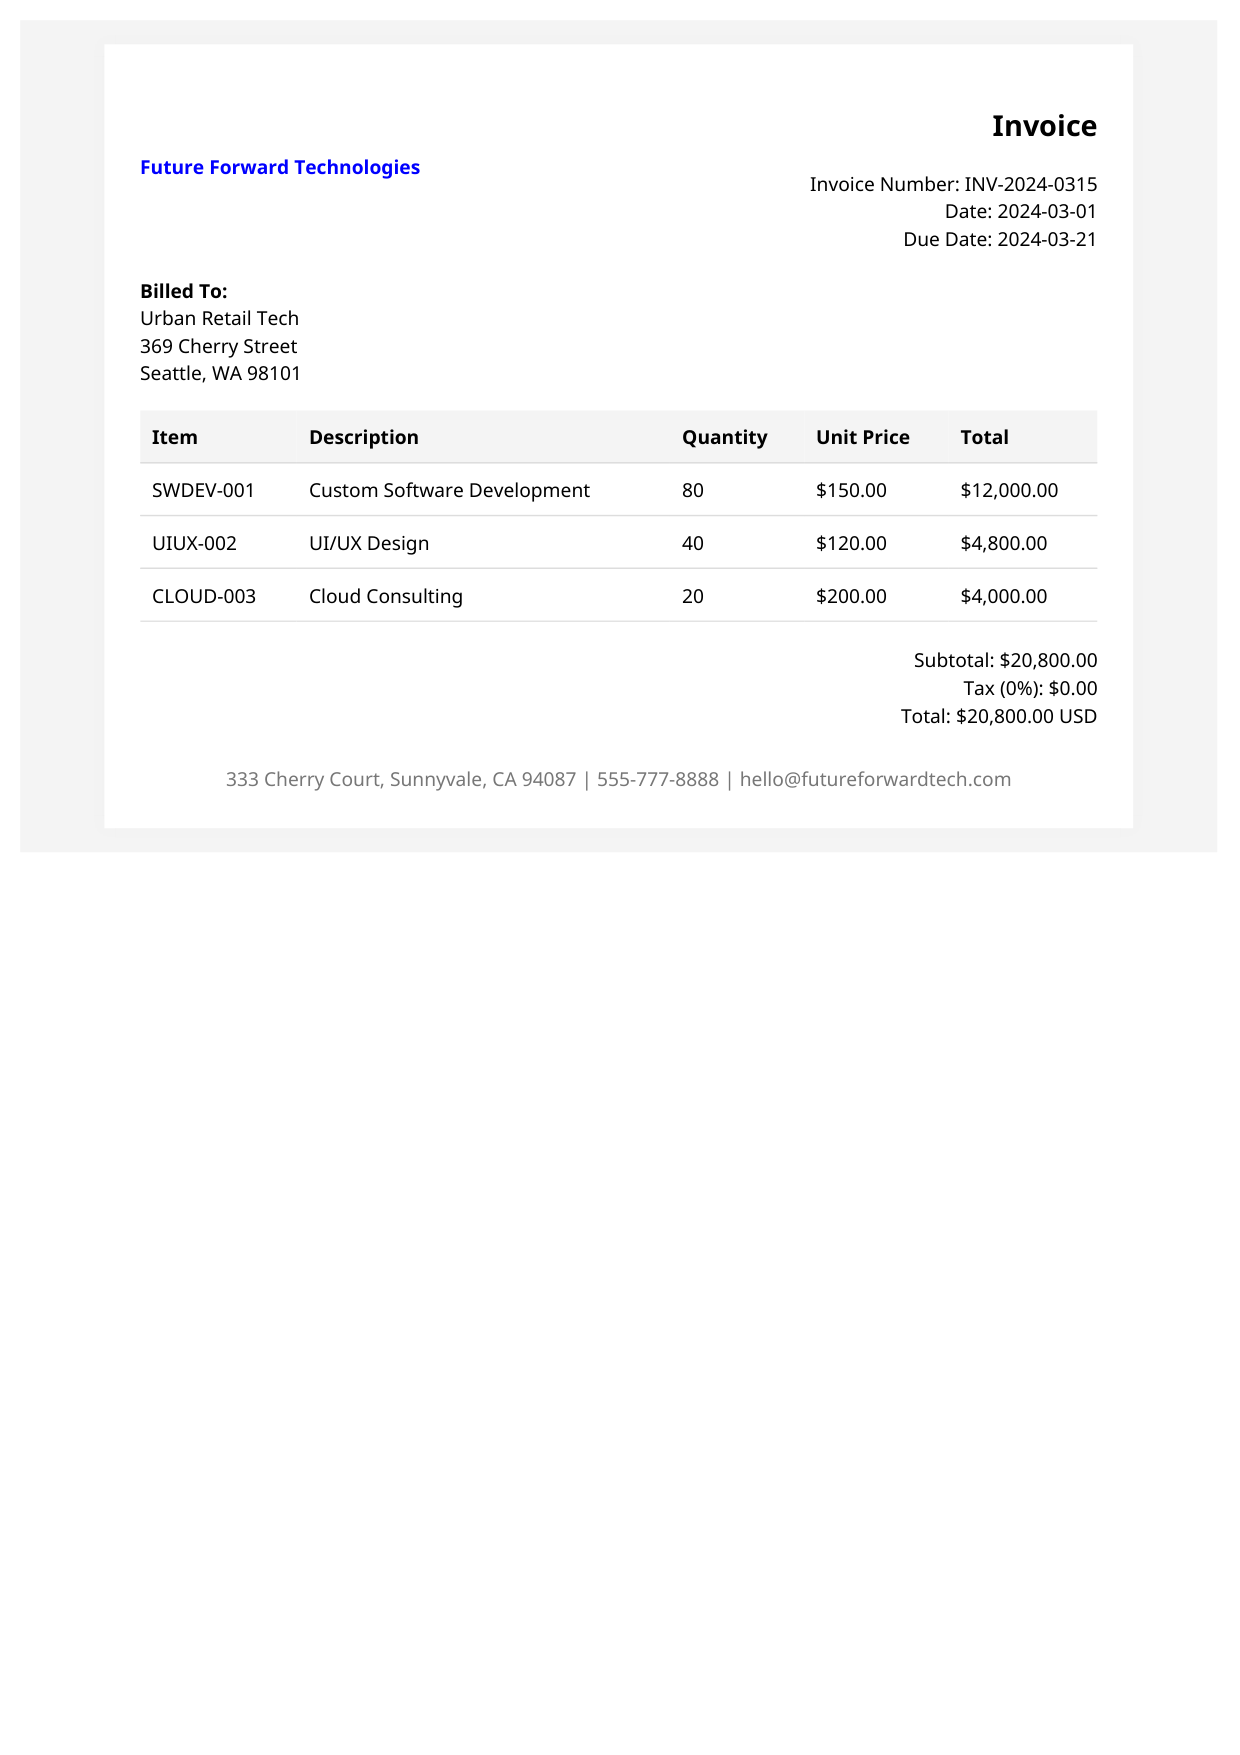 Invoice
Future Forward Technologies
Invoice Number: INV-2024-0315
Date: 2024-03-01
Due Date: 2024-03-21
Billed To:
Urban Retail Tech
369 Cherry Street
Seattle, WA 98101
Item Description Quantity Unit Price Total
SWDEV-001 Custom Software Development 80 $150.00 $12,000.00
UIUX-002 UI/UX Design 40 $120.00 $4,800.00
CLOUD-003 Cloud Consulting 20 $200.00 $4,000.00
Subtotal: $20,800.00
Tax (0%): $0.00
Total: $20,800.00 USD
333 Cherry Court, Sunnyvale, CA 94087 | 555-777-8888 | hello@futureforwardtech.com